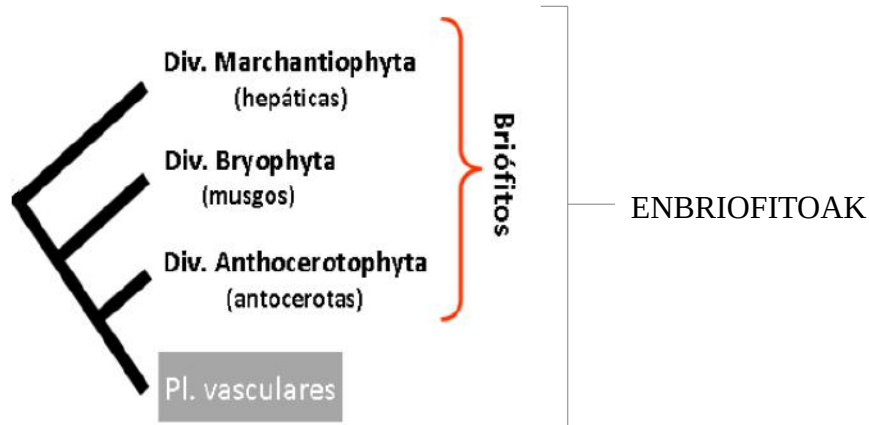 Div. Marchantiophyta
(hepáticas)
Div. Bryophyta
(musgos)
Div. Anthocerotophyta
(antocerotas)
Pl. vasculares
Briófitos
ENBRIOFITOAK